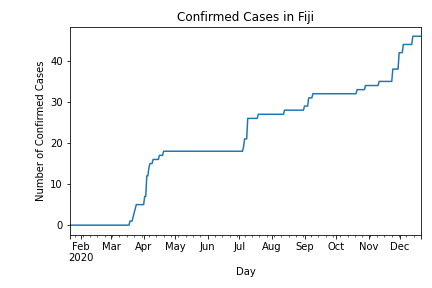 Confirmed Cases in Fiji
Number of Confirmed Cases
40
30
20
10
0
Feb Mar Apr May Jun Jul Aug Sep Oct Nov Dec
2020
Day